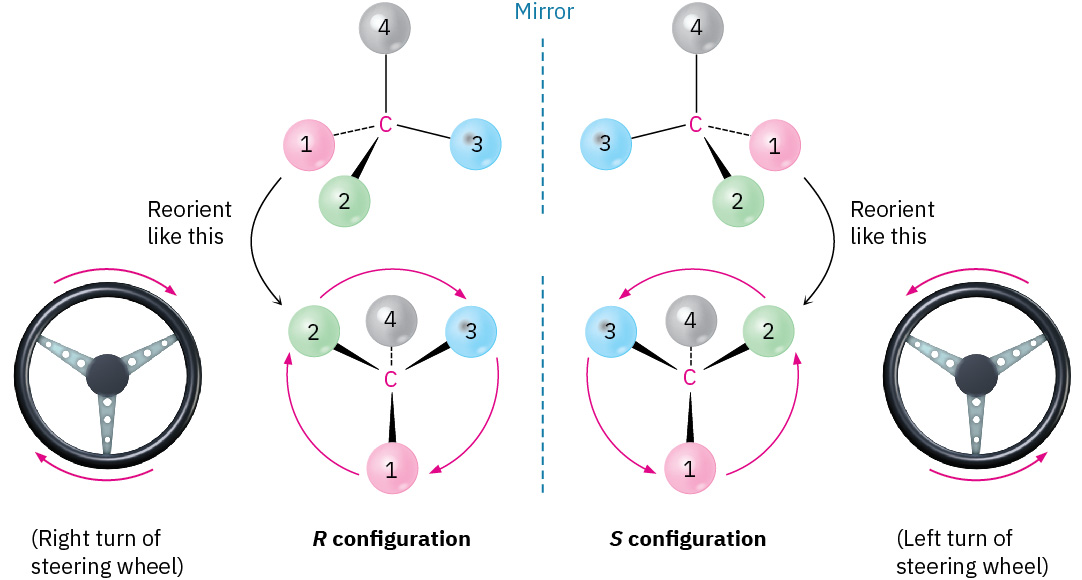 Mirror
4
4
C
C
1
3
3
1
2
2
Reorient
like this
Reorient
like this
2
4
3
3
4
2
C
C
1
1
(Right turn of
steering wheel)
R configuration
S configuration
(Left turn of
steering wheel)